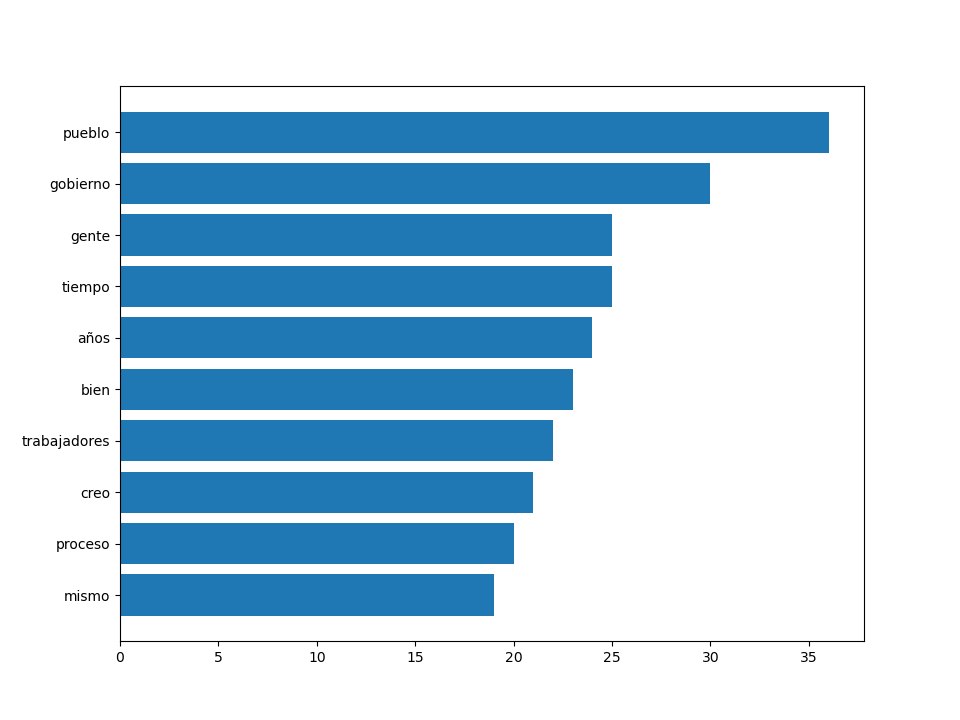 pueblo
gobierno
gente
tiempo
años
bien
trabajadores
creo
proceso
mismo
0 5 10 15 20 25 30 35